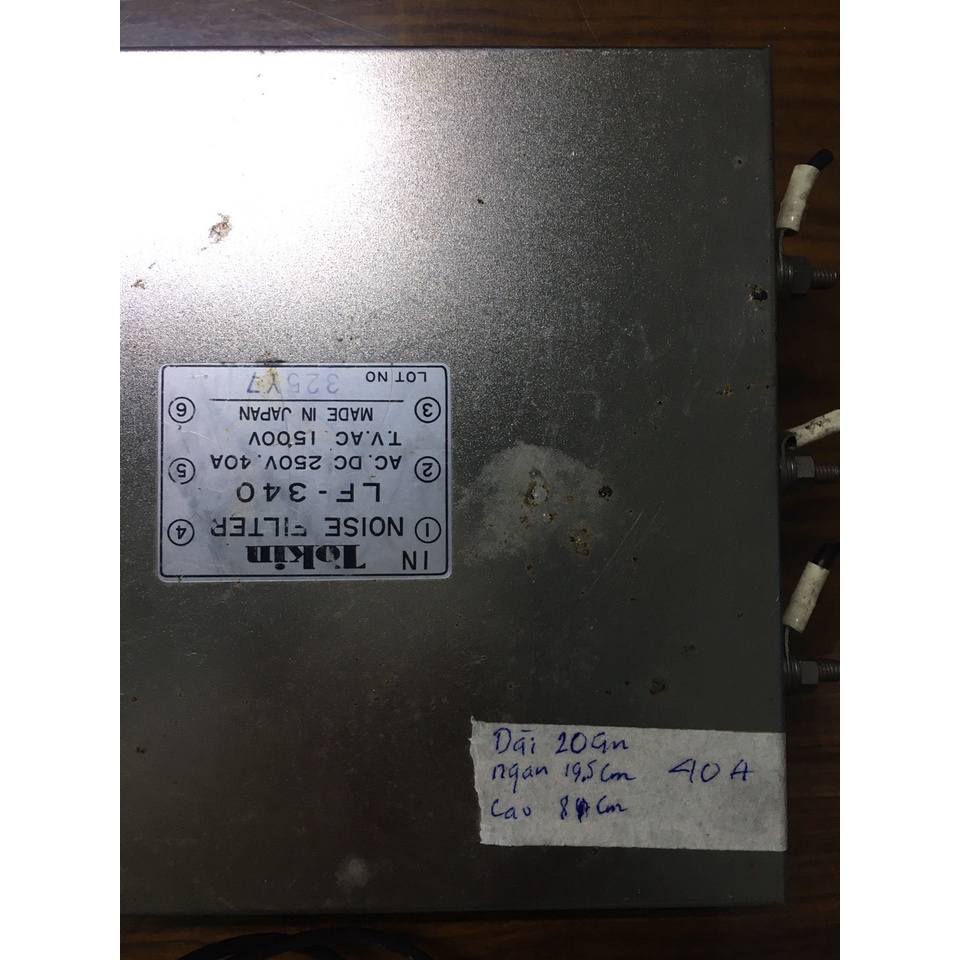 IN Tokin
① NOISE FILTER ④
LF-340
② AC. DC. 250V. 40A ⑤
T.V. AC. 1500V
③ MADE IN JAPAN ⑥
LOT NO 325Y7
Dài 20Cm
ngan 19,5Cm 40A
Cao 8 Cm